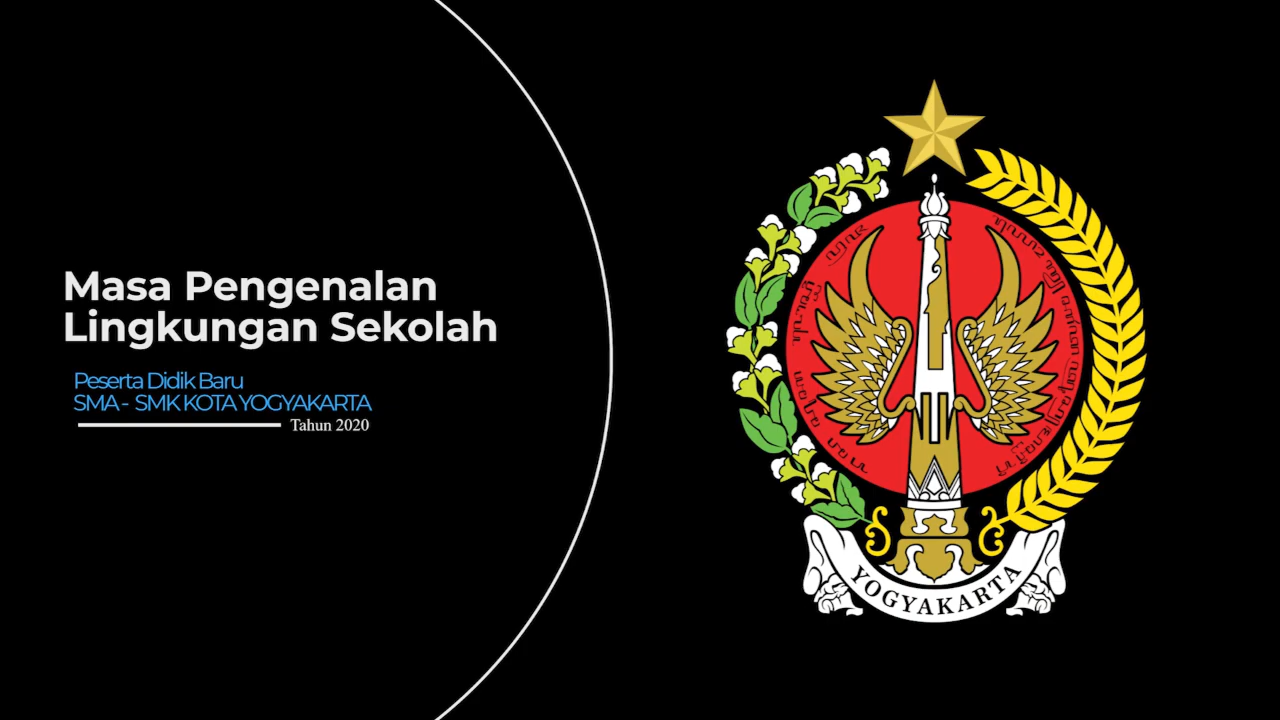 Masa Pengenalan
Lingkungan Sekolah
Peserta Didik Baru
SMA - SMK KOTA YOGYAKARTA
Tahun 2020
YOGYAKARTA